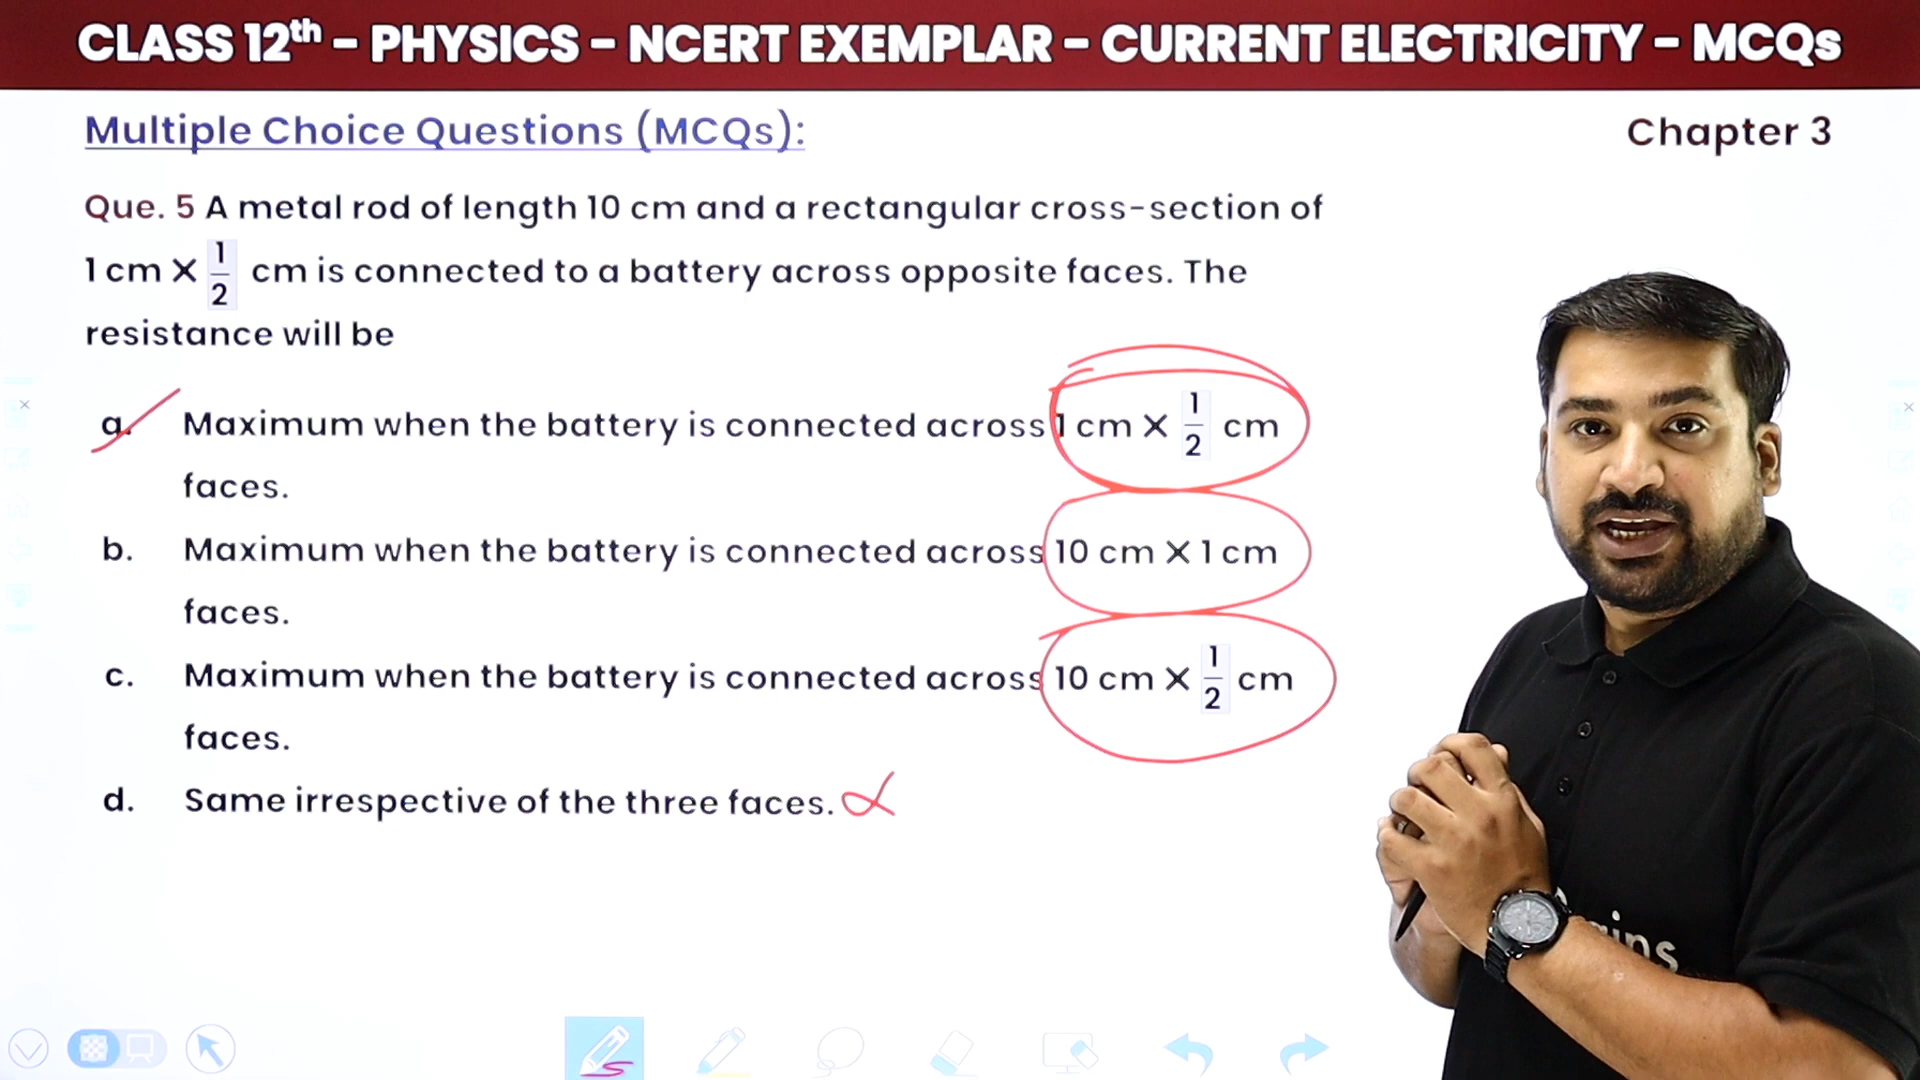 CLASS 12th – PHYSICS – NCERT EXEMPLAR – CURRENT ELECTRICITY – MCQs
Multiple Choice Questions (MCQs):
Chapter 3
Que. 5 A metal rod of length 10 cm and a rectangular cross-section of
1 cm × 1/2 cm is connected to a battery across opposite faces. The
resistance will be
a. Maximum when the battery is connected across 1 cm × 1/2 cm
faces.
b. Maximum when the battery is connected across 10 cm × 1 cm
faces.
c. Maximum when the battery is connected across 10 cm × 1/2 cm
faces.
d. Same irrespective of the three faces.